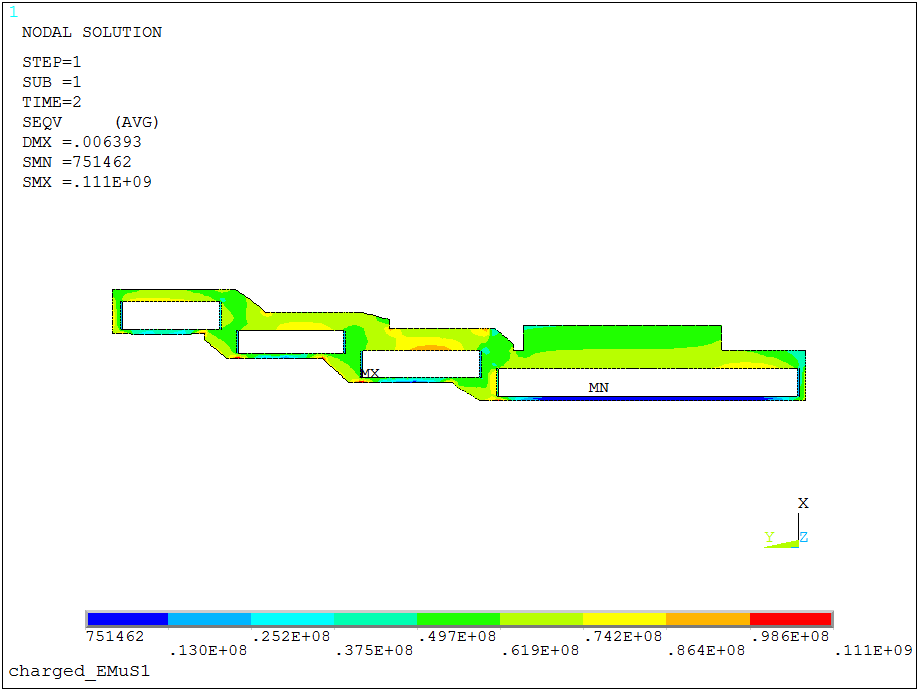 1
NODAL SOLUTION
STEP=1
SUB =1
TIME=2
SEQV     (AVG)
DMX =.006393
SMN =751462
SMX =.111E+09
MX
MN
X
Y Z
751462 .252E+08 .497E+08 .742E+08 .986E+08
.130E+08 .375E+08 .619E+08 .864E+08 .111E+09
charged_EMuS1